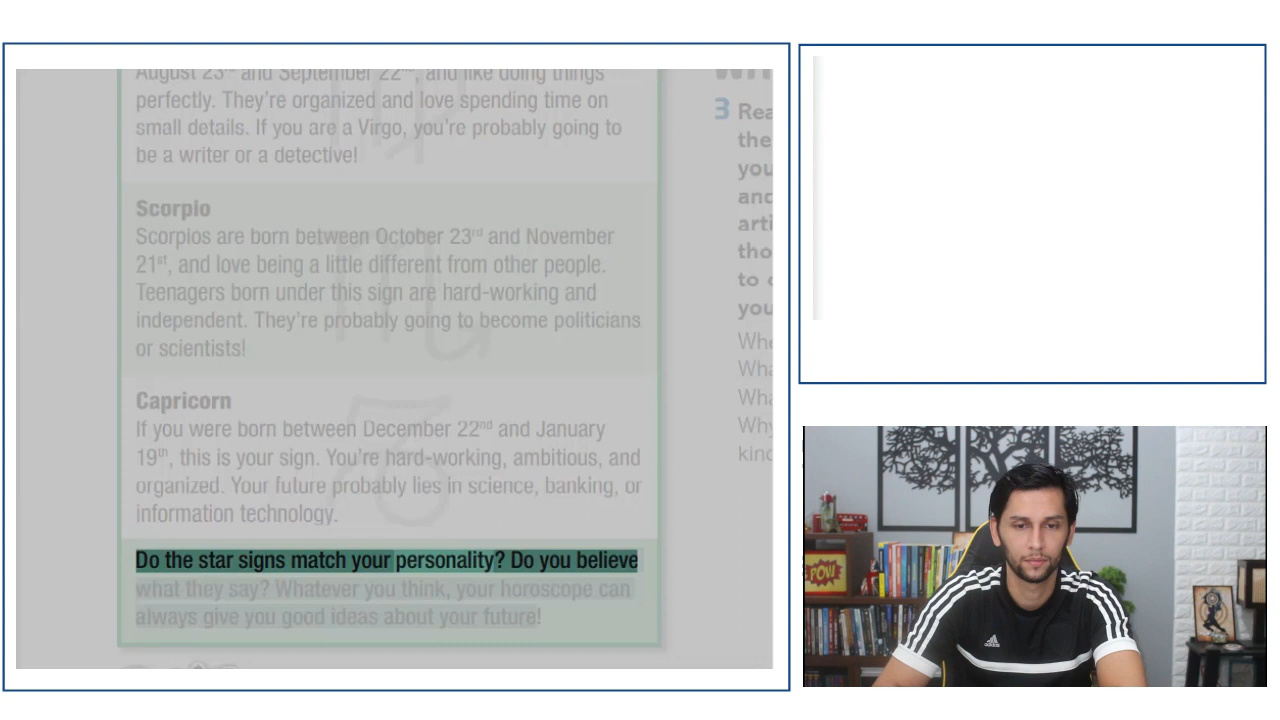 August 23rd and September 22nd, and like doing things
perfectly. They're organized and love spending time on
small details. If you are a Virgo, you're probably going to
be a writer or a detective!
Scorpio
Scorpios are born between October 23rd and November
21st, and love being a little different from other people.
Teenagers born under this sign are hard-working and
independent. They're probably going to become politicians
or scientists!
Capricorn
If you were born between December 22nd and January
19th, this is your sign. You're hard-working, ambitious, and
organized. Your future probably lies in science, banking, or
information technology.
Do the star signs match your personality? Do you believe
what they say? Whatever you think, your horoscope can
always give you good ideas about your future!
3
the
to
Why
POW
adidas